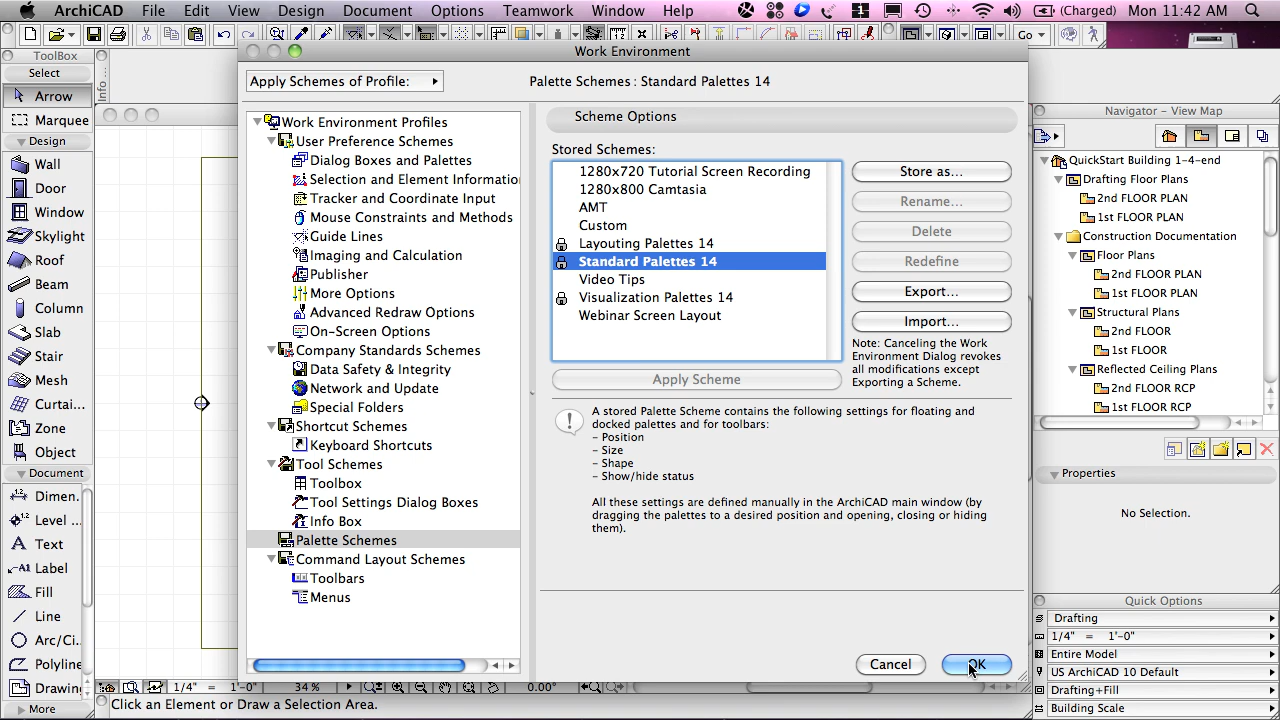 ArchiCAD File Edit View Design Document Options Teamwork Window Help (Charged) Mon 11:42 AM
Work Environment
Go
ToolBox
Select
Arrow
Marquee
Design
Wall
Door
Window
Skylight
Roof
Beam
Column
Slab
Stair
Mesh
Curtai...
Zone
Object
Document
Dimen.
Level ...
Text
Label
Fill
Line
Arc/Ci..
Polyline
Drawing
More
Info
Apply Schemes of Profile:
Palette Schemes : Standard Palettes 14
Work Environment Profiles
User Preference Schemes
Dialog Boxes and Palettes
Selection and Element Informatio
Tracker and Coordinate Input
Mouse Constraints and Methods
Guide Lines
Imaging and Calculation
Publisher
More Options
Advanced Redraw Options
On-Screen Options
Company Standards Schemes
Data Safety & Integrity
Network and Update
Special Folders
Shortcut Schemes
Keyboard Shortcuts
Tool Schemes
Toolbox
Tool Settings Dialog Boxes
Info Box
Palette Schemes
Command Layout Schemes
Toolbars
Menus
Scheme Options
Stored Schemes:
1280x720 Tutorial Screen Recording
1280x800 Camtasia
AMT
Custom
Layouting Palettes 14
Standard Palettes 14
Video Tips
Visualization Palettes 14
Webinar Screen Layout
Store as...
Rename...
Delete
Redefine
Export...
Import...
Note: Canceling the Work
Environment Dialog revokes
all modifications except
Exporting a Scheme.
Apply Scheme
A stored Palette Scheme contains the following settings for floating and
docked palettes and for toolbars:
- Position
- Size
- Shape
- Show/hide status
All these settings are defined manually in the ArchiCAD main window (by
dragging the palettes to a desired position and opening, closing or hiding
them).
Cancel
OK
Navigator - View Map
QuickStart Building 1-4-end
Drafting Floor Plans
2nd FLOOR PLAN
1st FLOOR PLAN
Construction Documentation
Floor Plans
2nd FLOOR PLAN
1st FLOOR PLAN
Structural Plans
2nd FLOOR
1st FLOOR
Reflected Ceiling Plans
2nd FLOOR RCP
1st FLOOR RCP
Properties
No Selection.
Quick Options
Drafting
1/4" = 1'-0"
Entire Model
US ArchiCAD 10 Default
Drafting+Fill
Building Scale
1/4" = 1'-0" 34 % 0.00°
Click an Element or Draw a Selection Area.